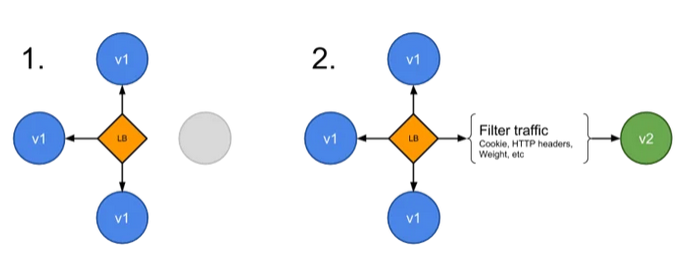 1.
v1
v1
LB
v1
2.
v1
v1
LB
Filter traffic
Cookie, HTTP headers,
Weight, etc
v2
v1